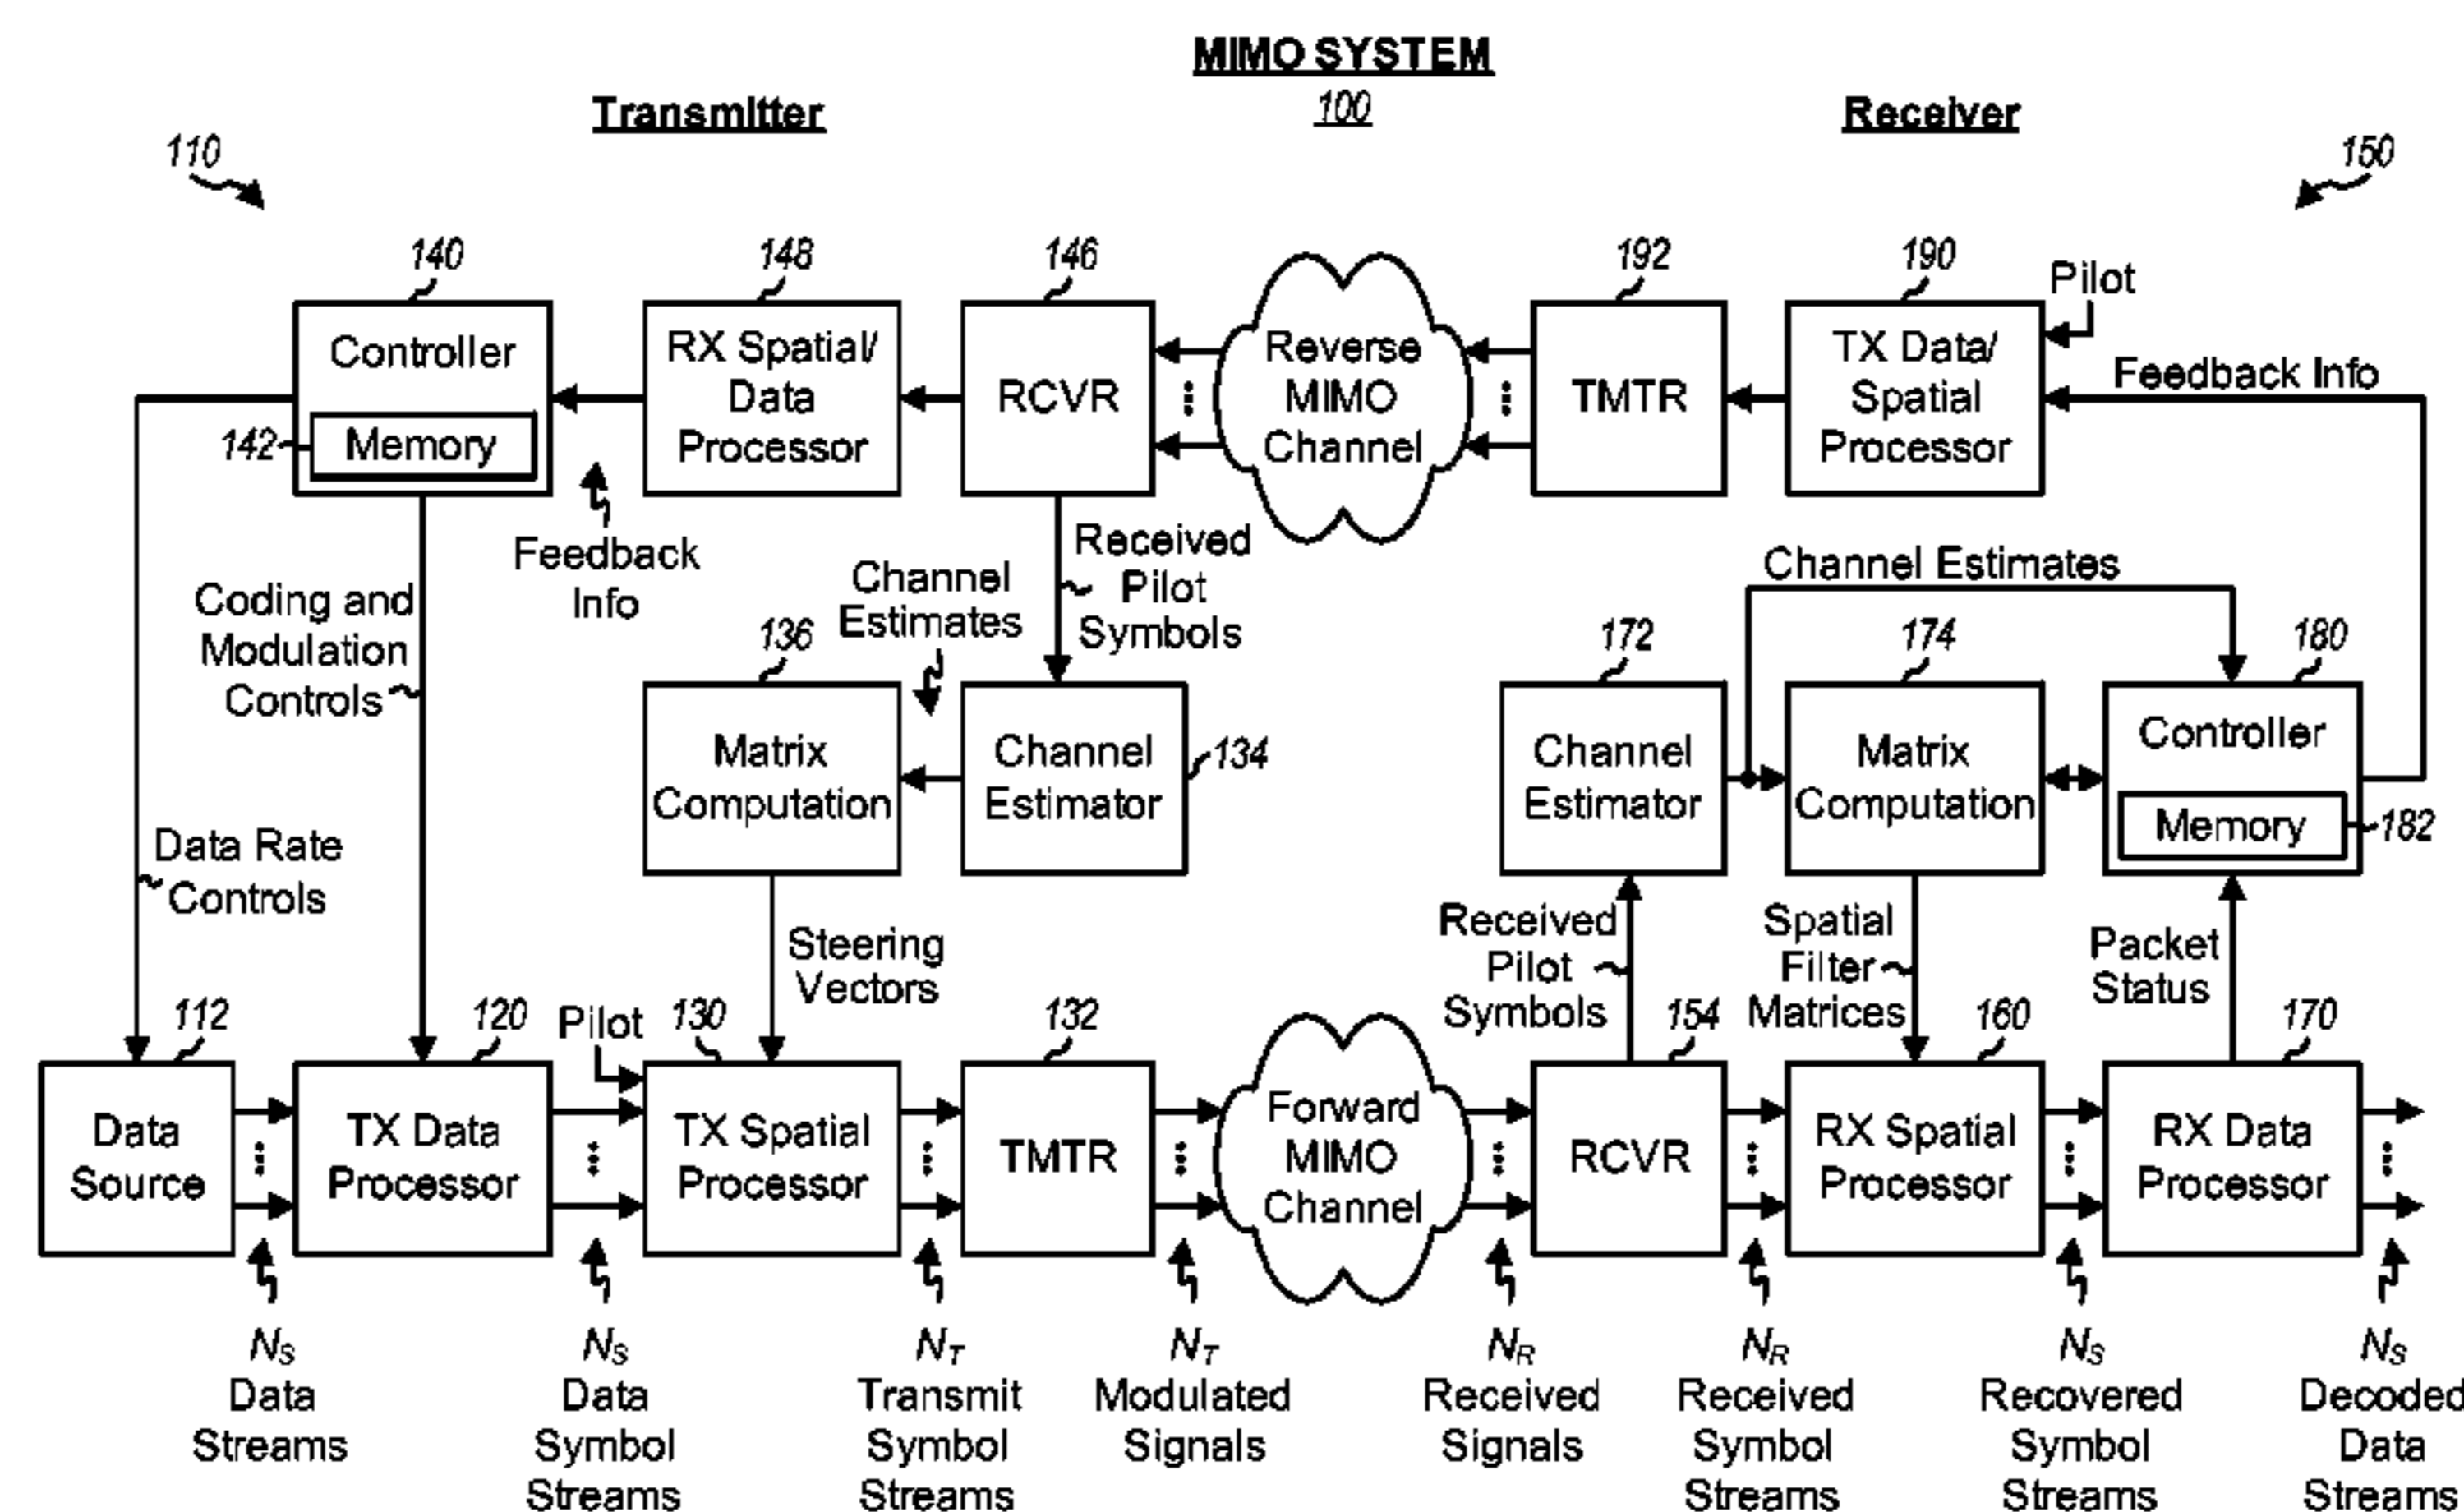 MIMO SYSTEM
100
Transmitter
Receiver
110
150
140
148
146
192
190
Pilot
Controller
142
Memory
RX Spatial/
Data
Processor
RCVR
Reverse
MIMO
Channel
TMTR
TX Data/
Spatial
Processor
Feedback Info
Feedback
Info
Received
Pilot
Symbols
Channel
Estimates
Channel Estimates
Coding and
Modulation
Controls
136
172
174
180
Matrix
Computation
Channel
Estimator
134
Channel
Estimator
Matrix
Computation
Controller
Memory
182
Data Rate
Controls
Steering
Vectors
Received
Pilot
Symbols
Spatial
Filter
Matrices
Packet
Status
112
120
Pilot
130
132
154
160
170
Data
Source
TX Data
Processor
TX Spatial
Processor
TMTR
Forward
MIMO
Channel
RCVR
RX Spatial
Processor
RX Data
Processor
NS
Data
Streams
NS
Data
Symbol
Streams
NT
Transmit
Symbol
Streams
NT
Modulated
Signals
NR
Received
Signals
NR
Received
Symbol
Streams
NS
Recovered
Symbol
Streams
NS
Decoded
Data
Streams